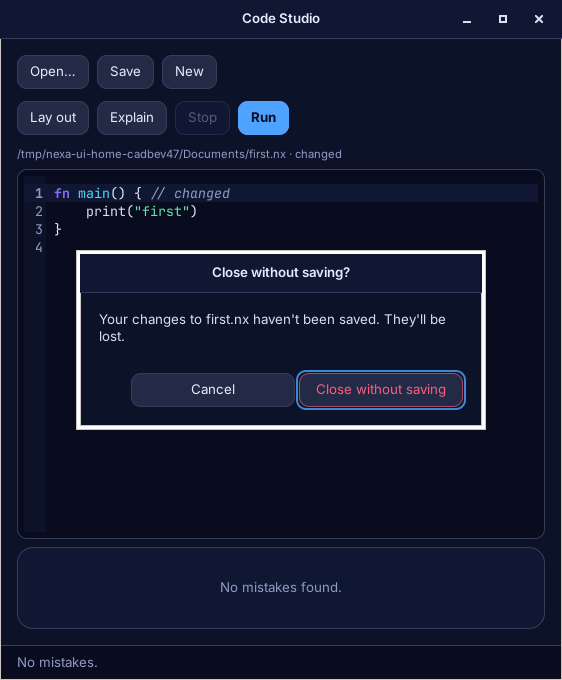 Code Studio
Open...
Save
New
Lay out
Explain
Stop
Run
/tmp/nexa-ui-home-cadbev47/Documents/first.nx · changed
1 fn main() { // changed
2     print("first")
3 }
4
Close without saving?
Your changes to first.nx haven't been saved. They'll be
lost.
Cancel
Close without saving
No mistakes found.
No mistakes.